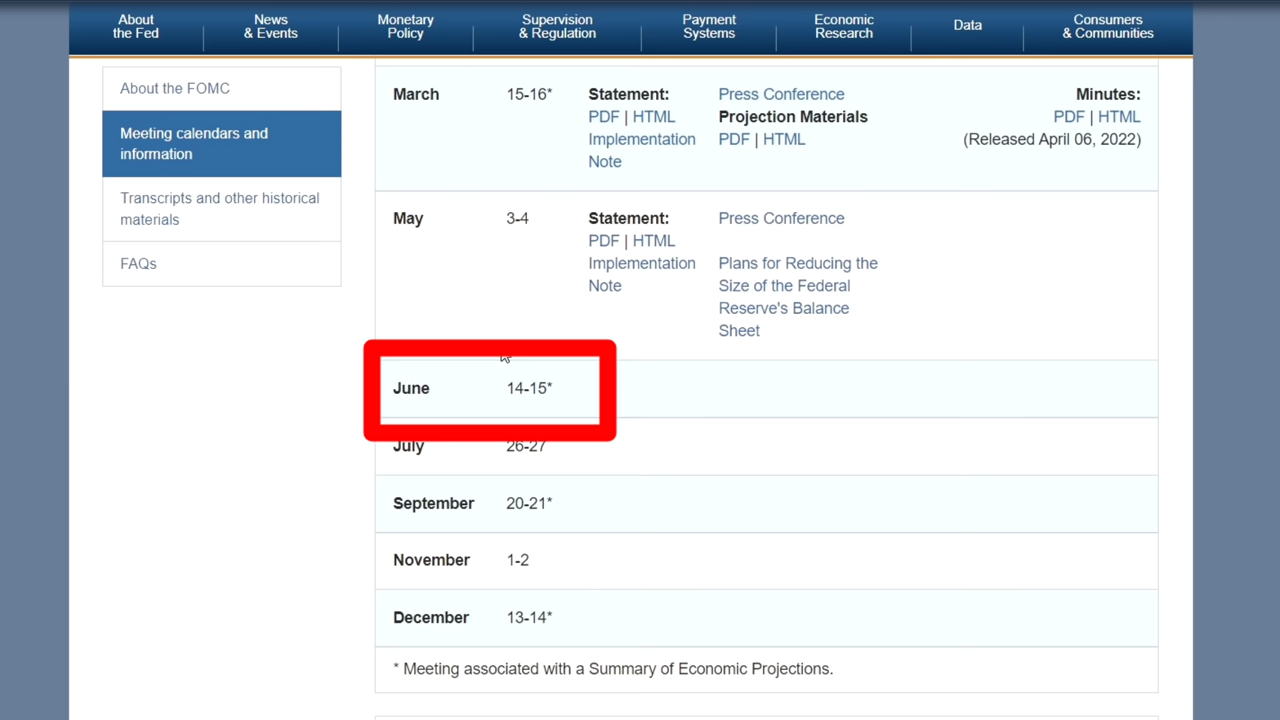 About
the Fed
News
& Events
Monetary
Policy
Supervision
& Regulation
Payment
Systems
Economic
Research
Data
Consumers
& Communities
About the FOMC
Meeting calendars and
information
Transcripts and other historical
materials
FAQs
March 15-16* Statement: Press Conference Minutes:
PDF | HTML Projection Materials PDF | HTML
Implementation PDF | HTML (Released April 06, 2022)
Note
May 3-4 Statement: Press Conference
PDF | HTML
Implementation Plans for Reducing the
Note Size of the Federal
Reserve's Balance
Sheet
June 14-15*
July 26-27
September 20-21*
November 1-2
December 13-14*
* Meeting associated with a Summary of Economic Projections.